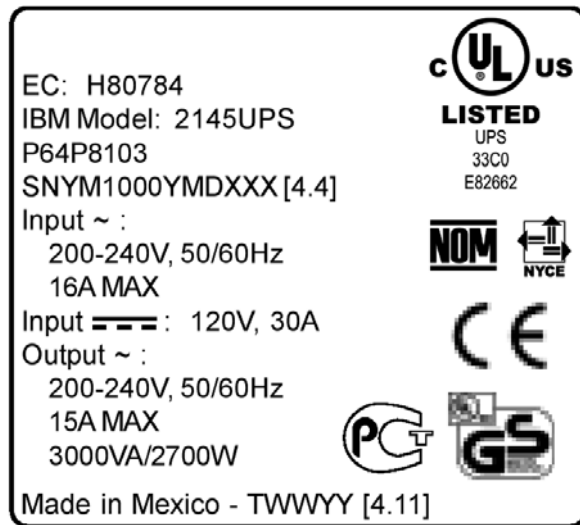 EC: H80784
IBM Model: 2145UPS
P64P8103
SNYM1000YMDXXX [4.4]
Input ~ :
200-240V, 50/60Hz
16A MAX
Input ⎓ : 120V, 30A
Output ~ :
200-240V, 50/60Hz
15A MAX
3000VA/2700W
Made in Mexico - TWWYY [4.11]
C UL US
®
LISTED
UPS
33C0
E82662
NOM
NYCE
CE
PCT
GS